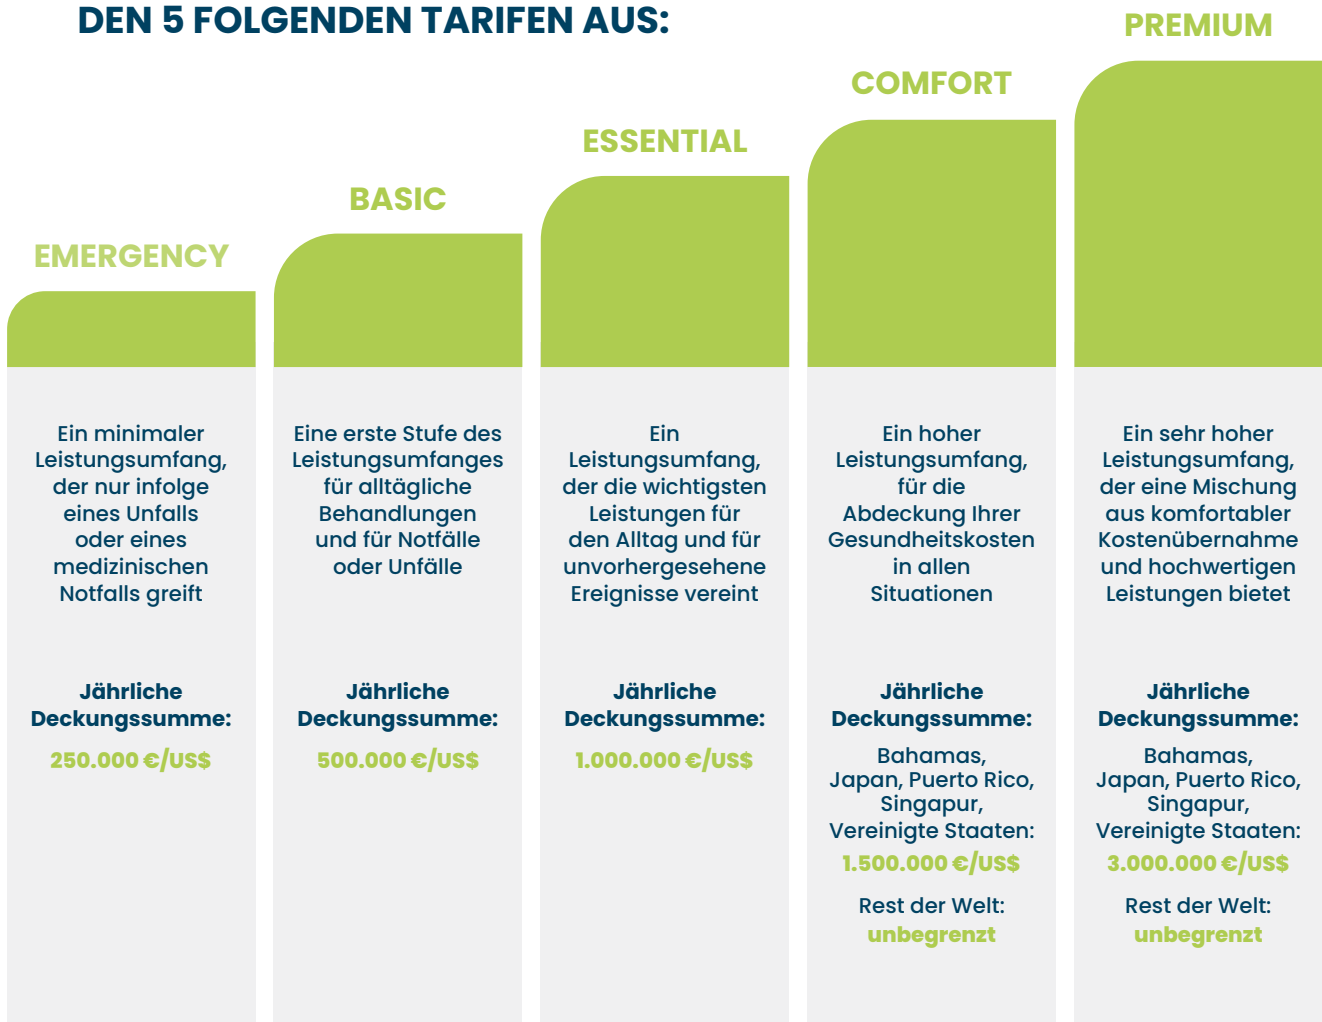 DEN 5 FOLGENDEN TARIFEN AUS:
EMERGENCY
Ein minimaler
Leistungsumfang,
der nur infolge
eines Unfalls
oder eines
medizinischen
Notfalls greift
Jährliche
Deckungssumme:
250.000 €/US$
BASIC
Eine erste Stufe des
Leistungsumfanges
für alltägliche
Behandlungen
und für Notfälle
oder Unfälle
Jährliche
Deckungssumme:
500.000 €/US$
ESSENTIAL
Ein
Leistungsumfang,
der die wichtigsten
Leistungen für
den Alltag und für
unvorhergesehene
Ereignisse vereint
Jährliche
Deckungssumme:
1.000.000 €/US$
COMFORT
Ein hoher
Leistungsumfang,
für die
Abdeckung Ihrer
Gesundheitskosten
in allen
Situationen
Jährliche
Deckungssumme:
Bahamas,
Japan, Puerto Rico,
Singapur,
Vereinigte Staaten:
1.500.000 €/US$
Rest der Welt:
unbegrenzt
PREMIUM
Ein sehr hoher
Leistungsumfang,
der eine Mischung
aus komfortabler
Kostenübernahme
und hochwertigen
Leistungen bietet
Jährliche
Deckungssumme:
Bahamas,
Japan, Puerto Rico,
Singapur,
Vereinigte Staaten:
3.000.000 €/US$
Rest der Welt:
unbegrenzt